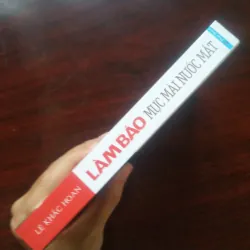 LÊ KHẮC HOAN
LÀM BÁO MỰC MÀI NƯỚC MẮT